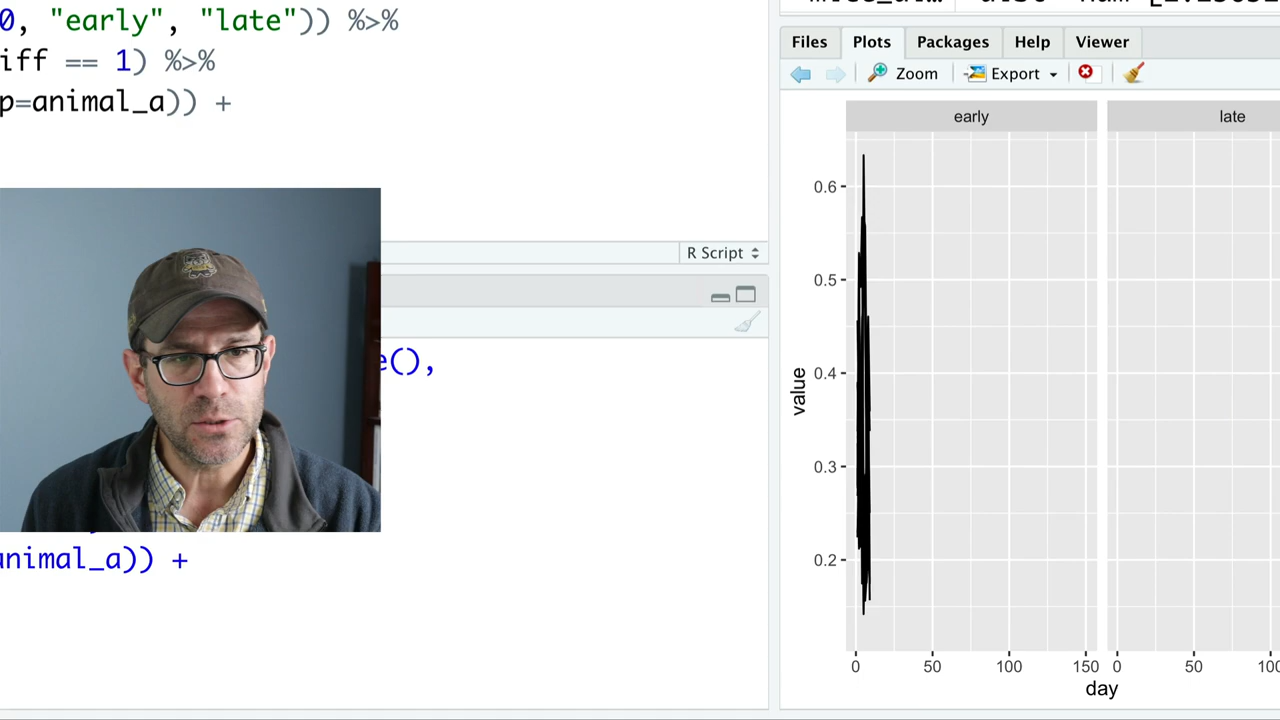 0, "early", "late")) %>%
iff == 1) %>%
p=animal_a)) +
R Script
e(),
animal_a)) +
Files Plots Packages Help Viewer
Zoom Export
early late
0.6
0.5
0.4
0.3
0.2
value
0 50 100 150 0 50 100
day